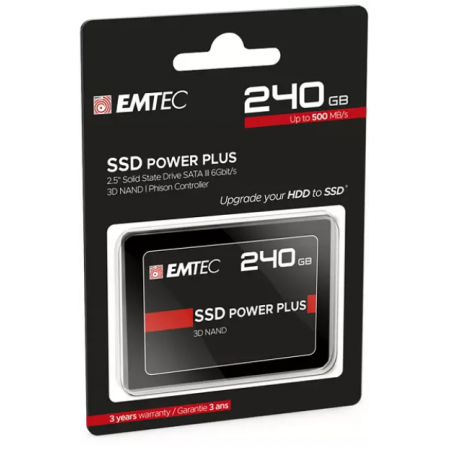 EMTEC
240 GB
Up to 500 MB/s
SSD POWER PLUS
2.5" Solid State Drive SATA III 6Gbit/s
3D NAND | Phison Controller
Upgrade your HDD to SSD*
EMTEC 240 GB
SSD POWER PLUS
3D NAND
3 years warranty / Garantie 3 ans